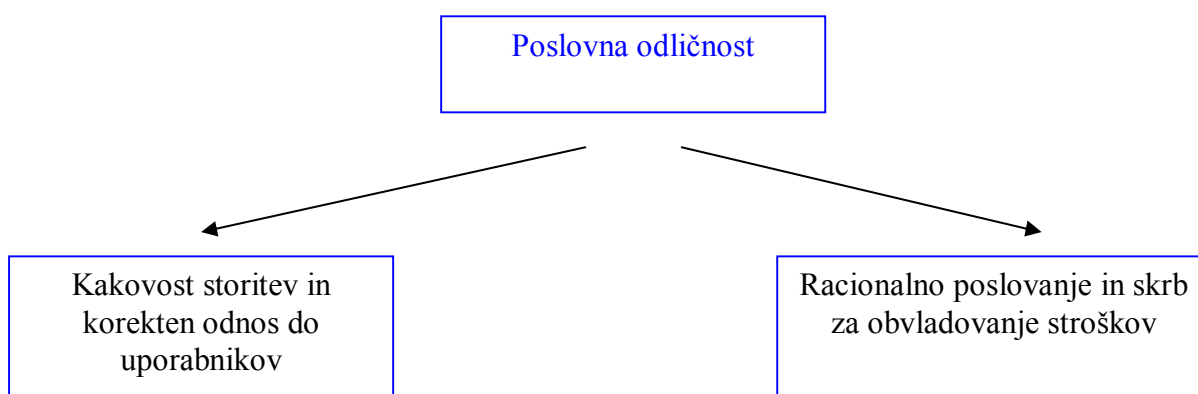 Poslovna odličnost
Kakovost storitev in
korekten odnos do
uporabnikov
Racionalno poslovanje in skrb
za obvladovanje stroškov